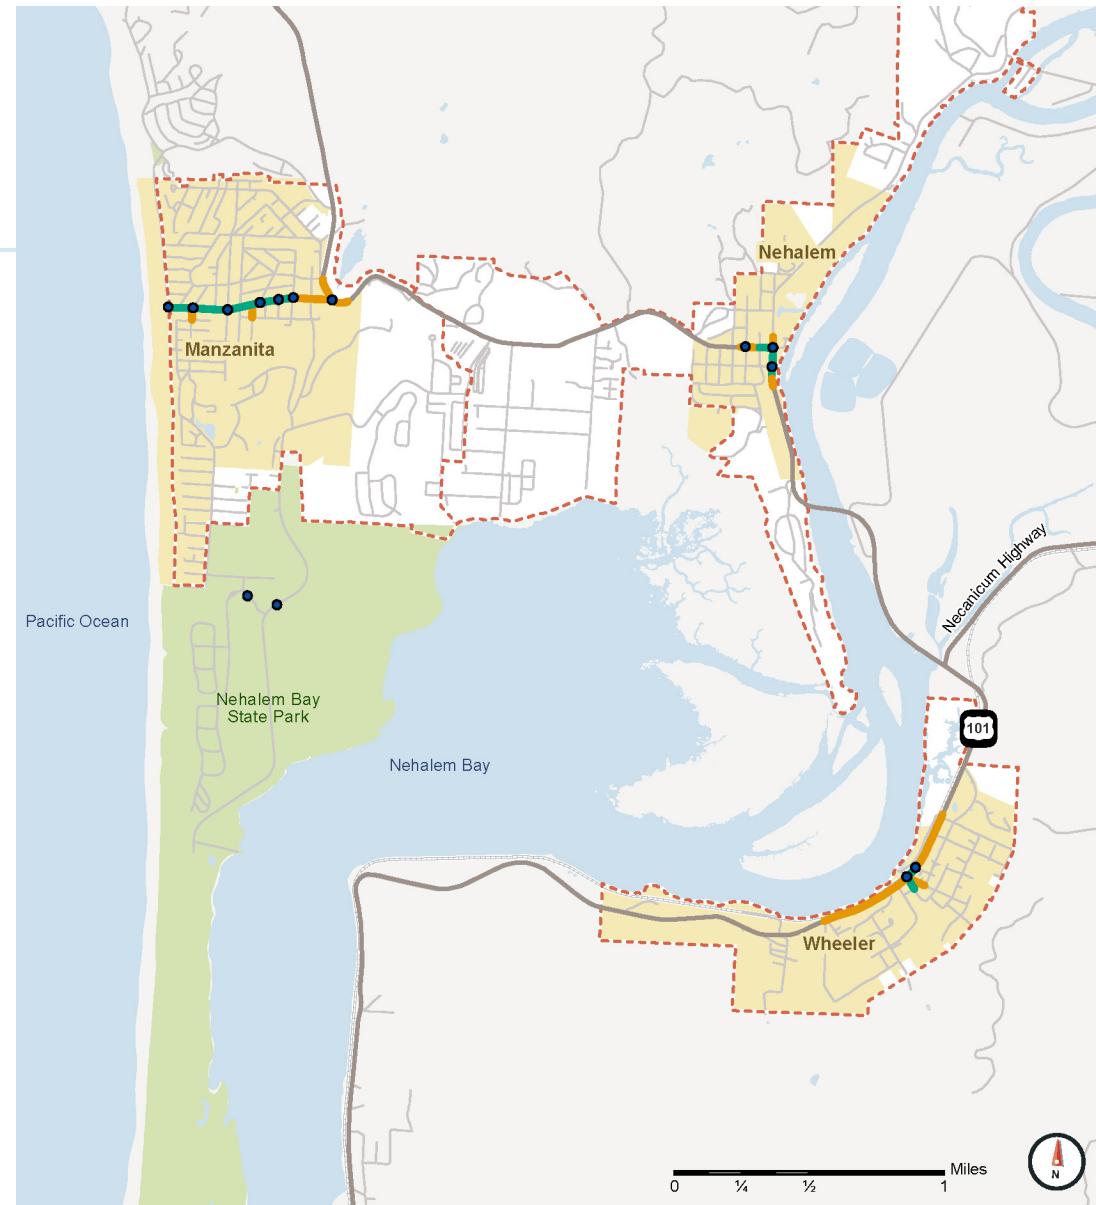 Nehalem
Manzanita
Necanicum Highway
Pacific Ocean
Nehalem Bay
State Park
101
Nehalem Bay
Wheeler
Miles
0
¼
½
1
N